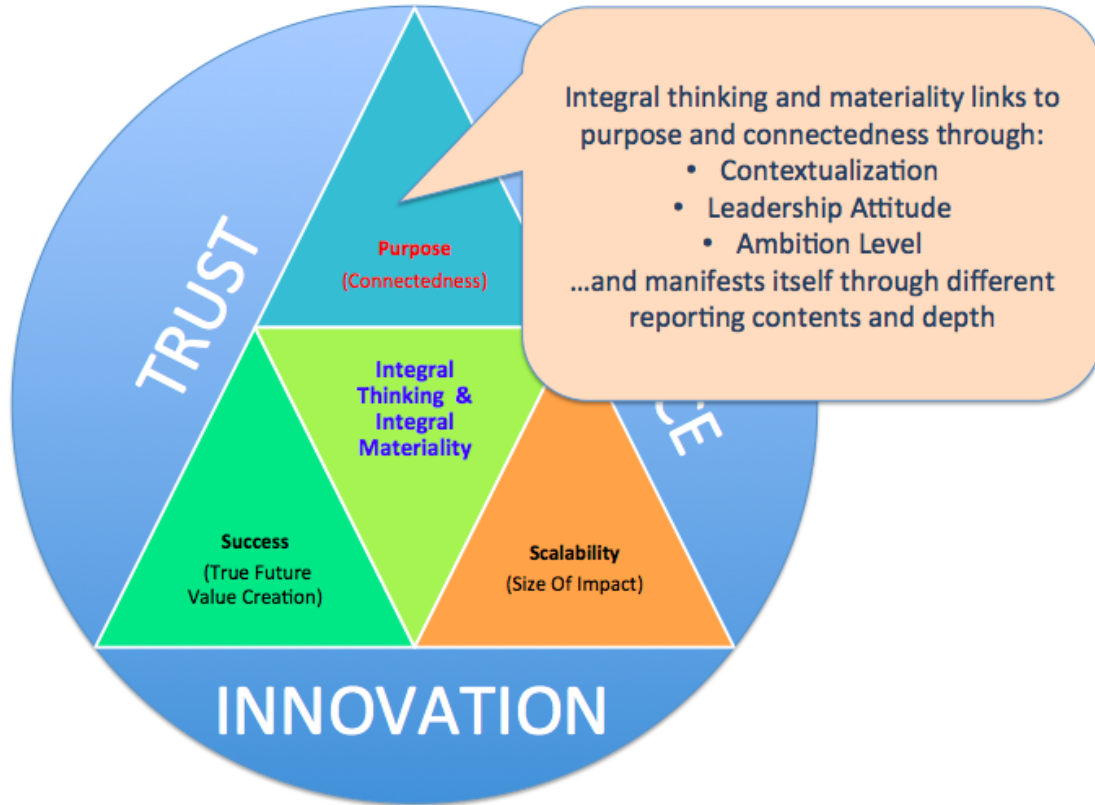 Integral thinking and materiality links to
purpose and connectedness through:
• Contextualization
• Leadership Attitude
• Ambition Level
…and manifests itself through different
reporting contents and depth
TRUST
Purpose
(Connectedness)
Integral
Thinking &
Integral
Materiality
Success
(True Future
Value Creation)
Scalability
(Size Of Impact)
INNOVATION